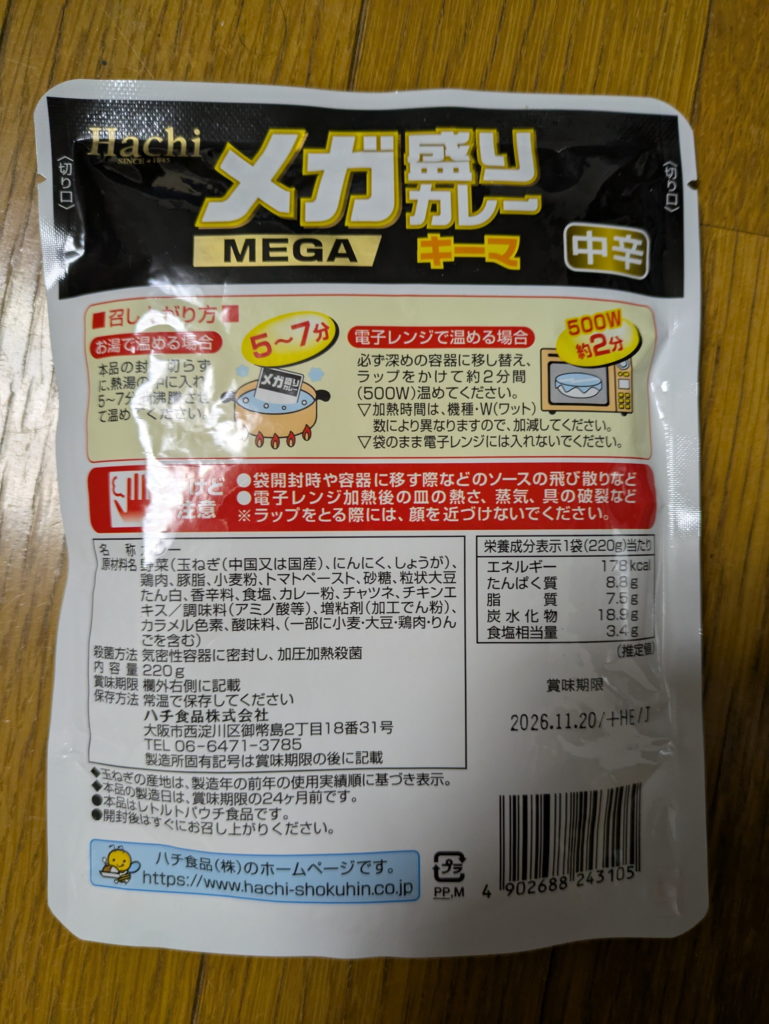 Hachi
SINCE 1845
〈切り口〉
〈切り口〉
メガ盛り
カレー
MEGA
キーマ
中辛
■召し上がり方
お湯で温める場合
5～7分
本品の封を切らず
に、熱湯の中に入れ
5～7分
て温めてください。
メガ盛り
カレー
電子レンジで温める場合
500W
約2分
必ず深めの容器に移し替え、
ラップをかけて約2分間
(500W)温めてください。
▽加熱時間は、機種・W(ワット)
数により異なりますので、加減してください。
▽袋のまま電子レンジには入れないでください。
けど
注意
●袋開封時や容器に移す際などのソースの飛び散りなど
●電子レンジ加熱後の皿の熱さ、蒸気、具の破裂など
※ラップをとる際には、顔を近づけないでください。
名称 カレー
原材料名 野菜(玉ねぎ(中国又は国産)、にんにく、しょうが)、
鶏肉、豚脂、小麦粉、トマトペースト、砂糖、粒状大豆
たん白、香辛料、食塩、カレー粉、チャツネ、チキンエ
キス／調味料(アミノ酸等)、増粘剤(加工でん粉)、
カラメル色素、酸味料、(一部に小麦・大豆・鶏肉・りん
ごを含む)
殺菌方法 気密性容器に密封し、加圧加熱殺菌
内容量 220g
賞味期限 欄外右側に記載
保存方法 常温で保存してください
ハチ食品株式会社
大阪市西淀川区御幣島2丁目18番31号
TEL 06-6471-3785
製造所固有記号は賞味期限の後に記載
栄養成分表示1袋(220g)当たり
エネルギー 178kcal
たんぱく質 8.8g
脂質 7.5g
炭水化物 18.9g
食塩相当量 3.4g
(推定値)
賞味期限
2026.11.20/+HE/J
◆玉ねぎの産地は、製造年の前年の使用実績順に基づき表示。
◆本品の製造日は、賞味期限の24ヶ月前です。
●本品はレトルトパウチ食品です。
●開封後はすぐにお召し上がりください。
ハチ食品(株)のホームページです。
https://www.hachi-shokuhin.co.jp
プラ
PP,M
4 902688 243105